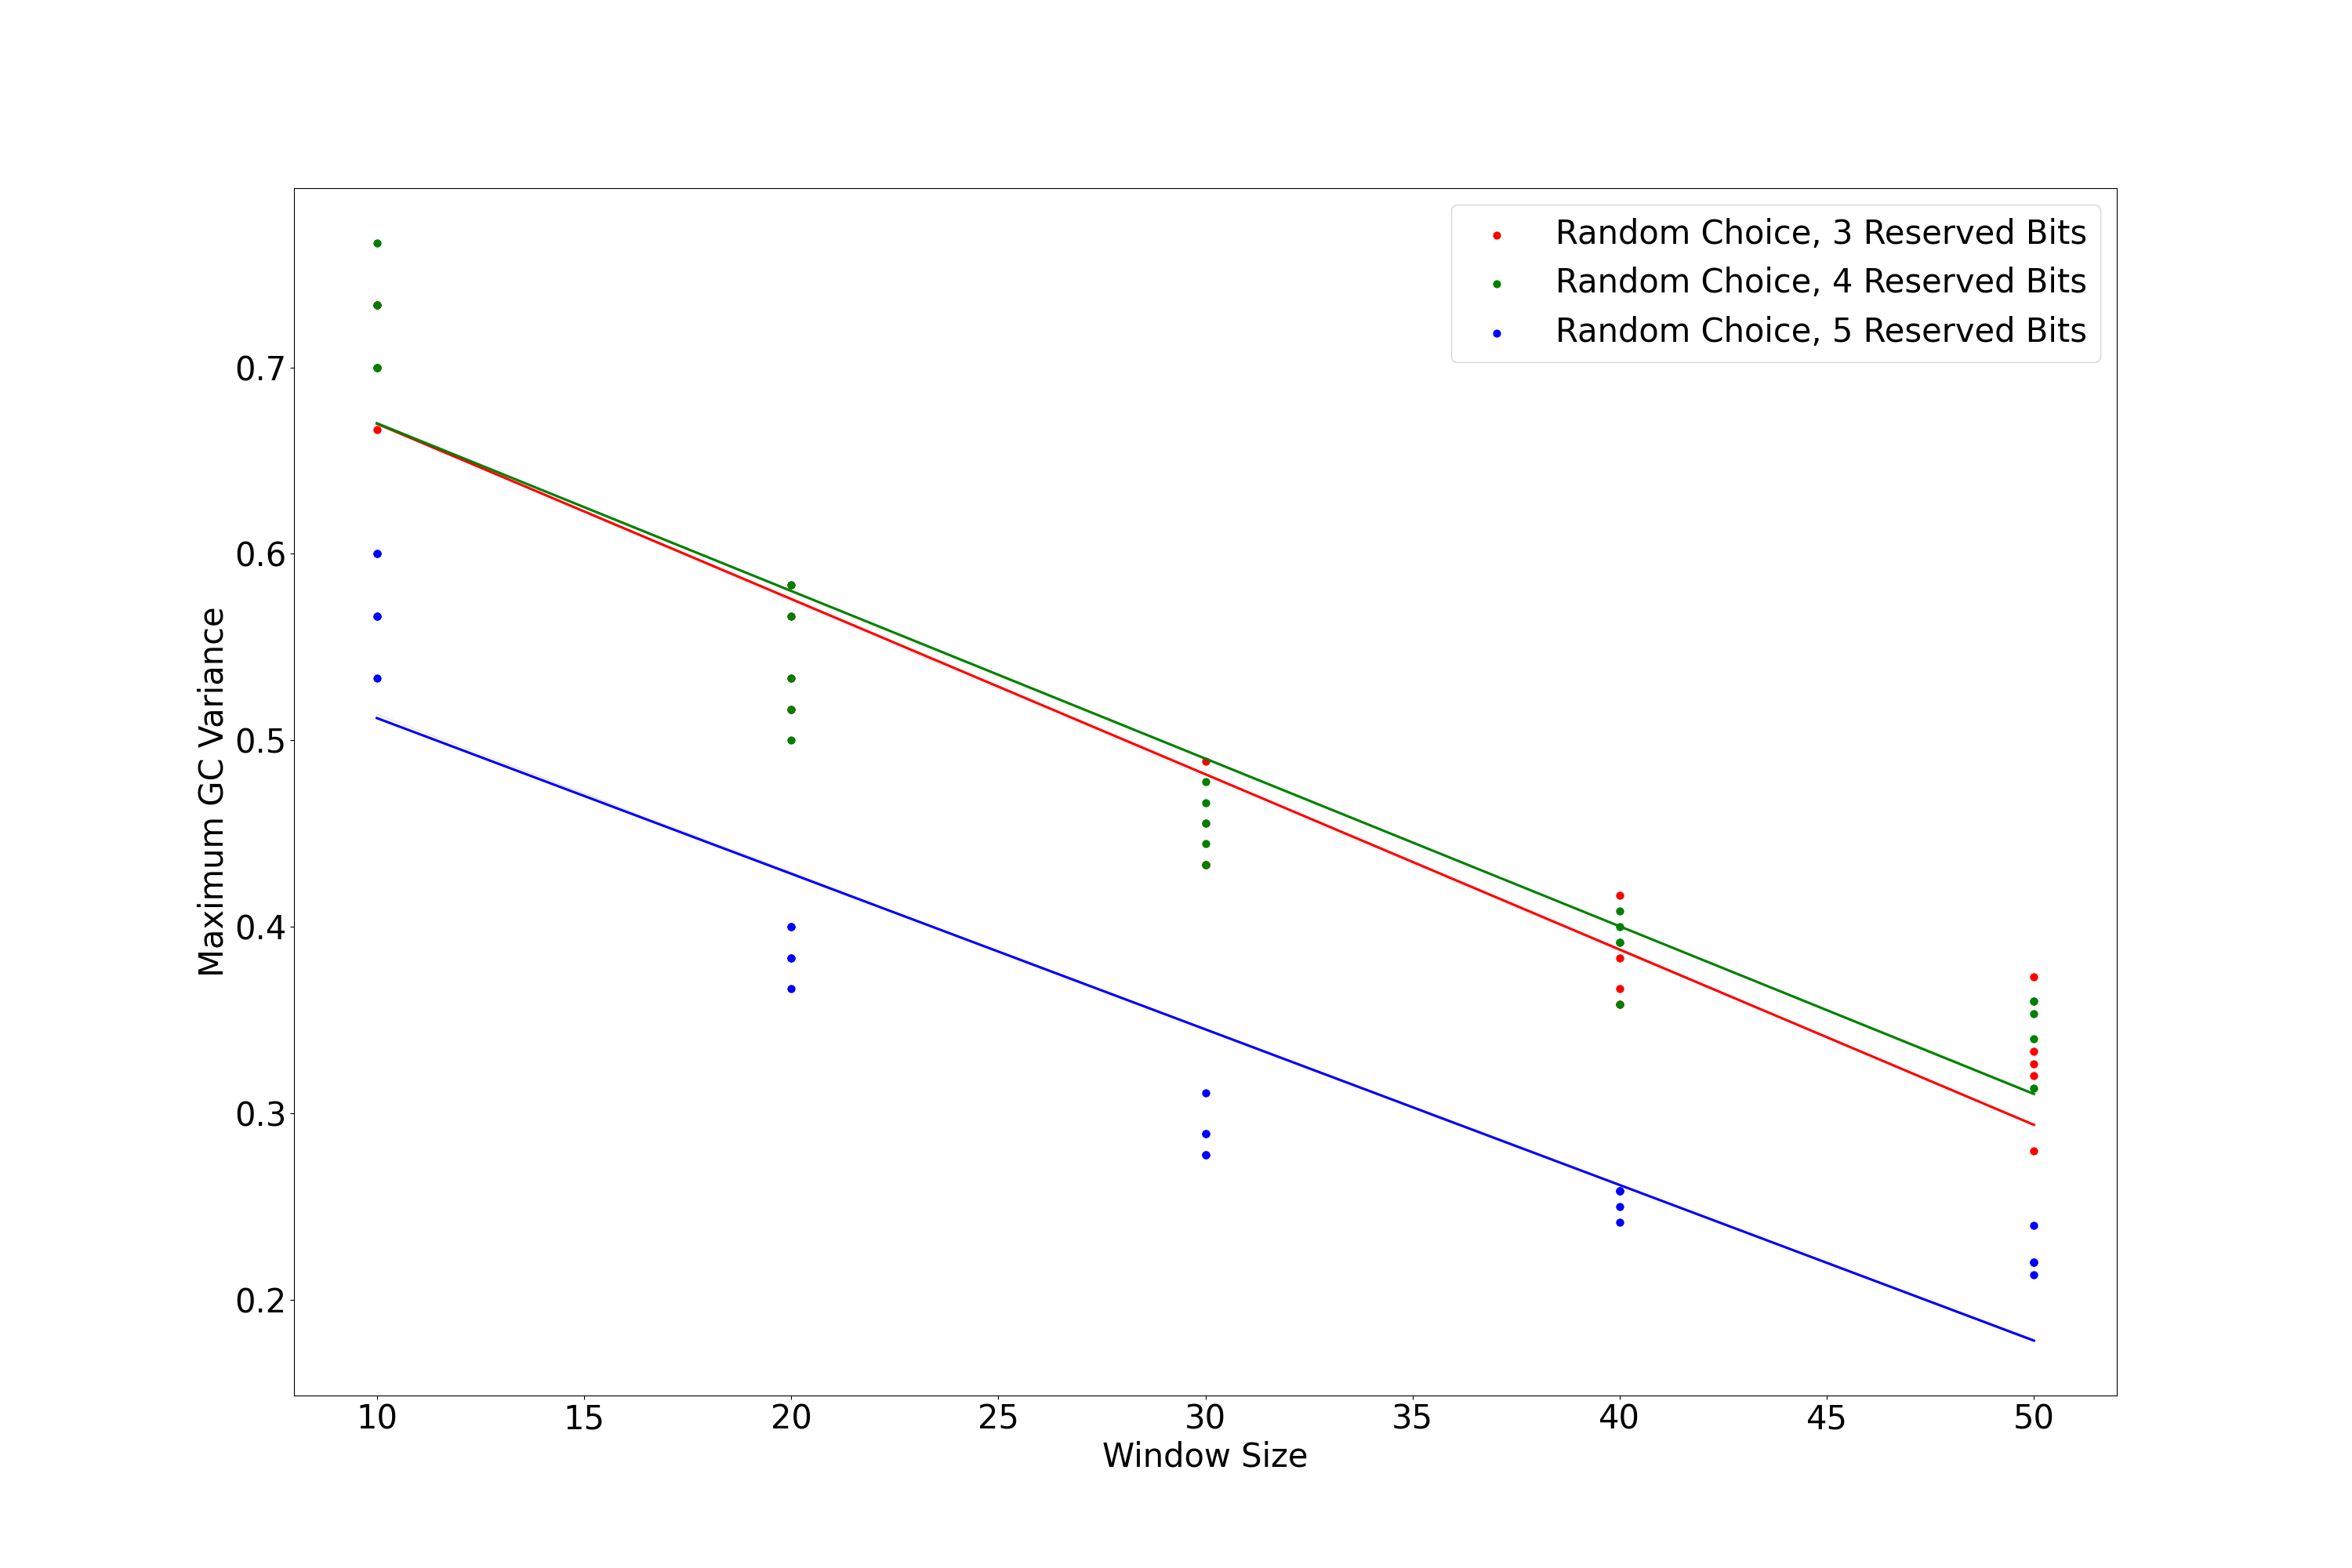 Random Choice, 3 Reserved Bits
Random Choice, 4 Reserved Bits
Random Choice, 5 Reserved Bits
Maximum GC Variance
0.7
0.6
0.5
0.4
0.3
0.2
10 15 20 25 30 35 40 45 50
Window Size